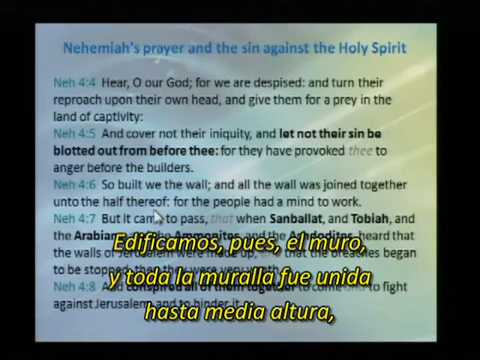 Nehemiah's prayer and the sin against the Holy Spirit
Neh 4:4 Hear, O our God; for we are despised: and turn their
reproach upon their own head, and give them for a prey in the
land of captivity:
Neh 4:5 And cover not their iniquity, and let not their sin be
blotted out from before thee: for they have provoked thee to
anger before the builders.
Neh 4:6 So built we the wall; and all the wall was joined together
unto the half thereof: for the people had a mind to work.
Neh 4:7 But it came to pass, that when Sanballat, and Tobiah, and
the Arabians, the Ammonites, and the Ashdodites, heard that
the walls of Jerusalem were made up, that the breaches began
to be stopped, then they were very
Neh 4:8 And conspired all of them together to come and to fight
against Jerusalem, and to hinder it.
Edificamos, pues, el muro,
y toda la muralla fue unida
hasta media altura,